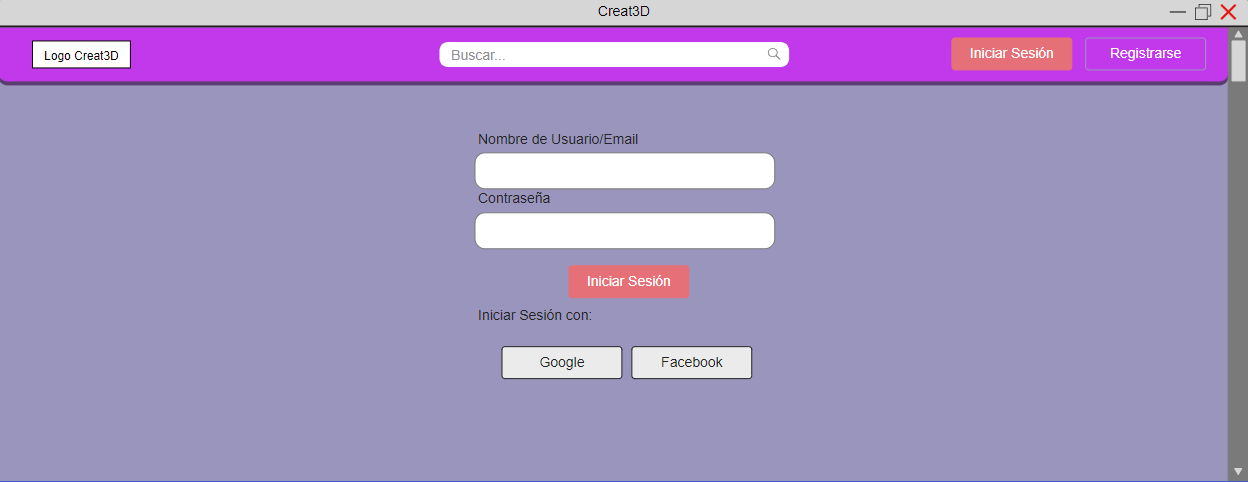 Creat3D
Logo Creat3D
Buscar...
Iniciar Sesión
Registrarse
Nombre de Usuario/Email
Contraseña
Iniciar Sesión
Iniciar Sesión con:
Google
Facebook